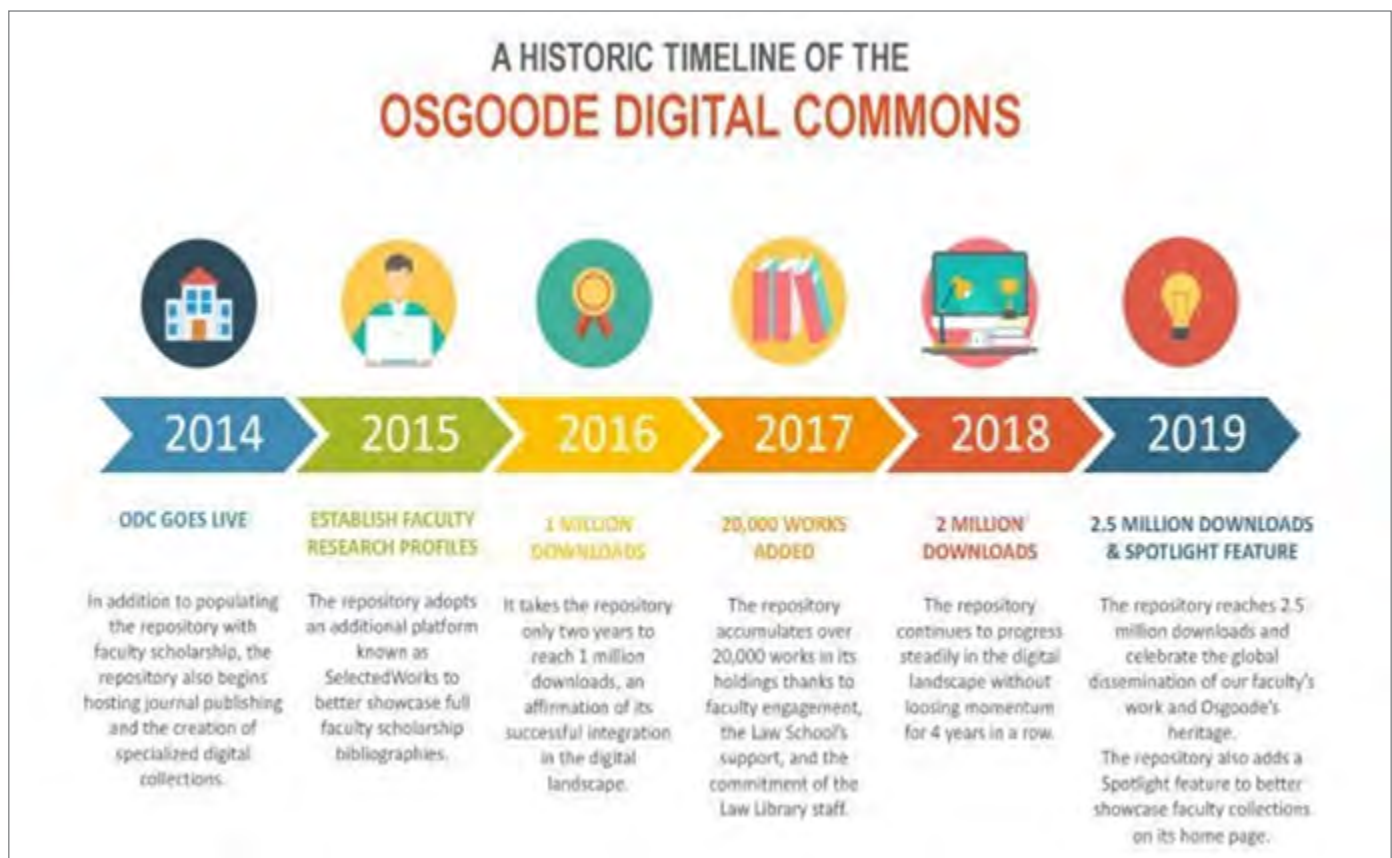 A HISTORIC TIMELINE OF THE
OSGOODE DIGITAL COMMONS
2014
2015
2016
2017
2018
2019
ODC GOES LIVE
In addition to populating
the repository with
faculty scholarship, the
repository also begins
hosting journal publishing
and the creation of
specialized digital
collections.
ESTABLISH FACULTY
RESEARCH PROFILES
The repository adopts
an additional platform
known as
SelectedWorks to
better showcase full
faculty scholarship
bibliographies.
1 MILLION
DOWNLOADS
It takes the repository
only two years to
reach 1 million
downloads, an
affirmation of its
successful integration
in the digital
landscape.
20,000 WORKS
ADDED
The repository
accumulates over
20,000 works in its
holdings thanks to
faculty engagement,
the Law School's
support, and the
commitment of the
Law Library staff.
2 MILLION
DOWNLOADS
The repository
continues to progress
steadily in the digital
landscape without
loosing momentum
for 4 years in a row.
2.5 MILLION DOWNLOADS
& SPOTLIGHT FEATURE
The repository reaches 2.5
million downloads and
celebrate the global
dissemination of our faculty's
work and Osgoode's
heritage.
The repository also adds a
Spotlight feature to better
showcase faculty collections
on its home page.